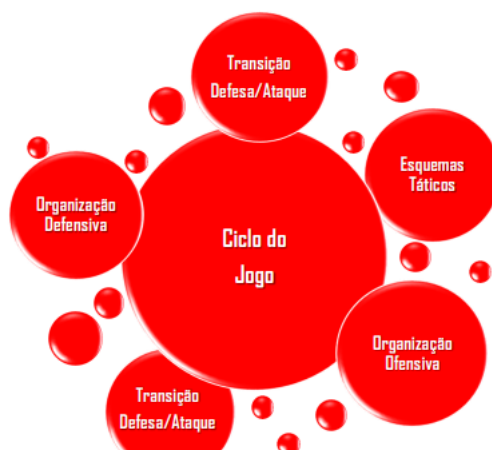 Transição
Defesa/Ataque
Esquemas
Táticos
Organização
Defensiva
Ciclo do
Jogo
Organização
Ofensiva
Transição
Defesa/Ataque